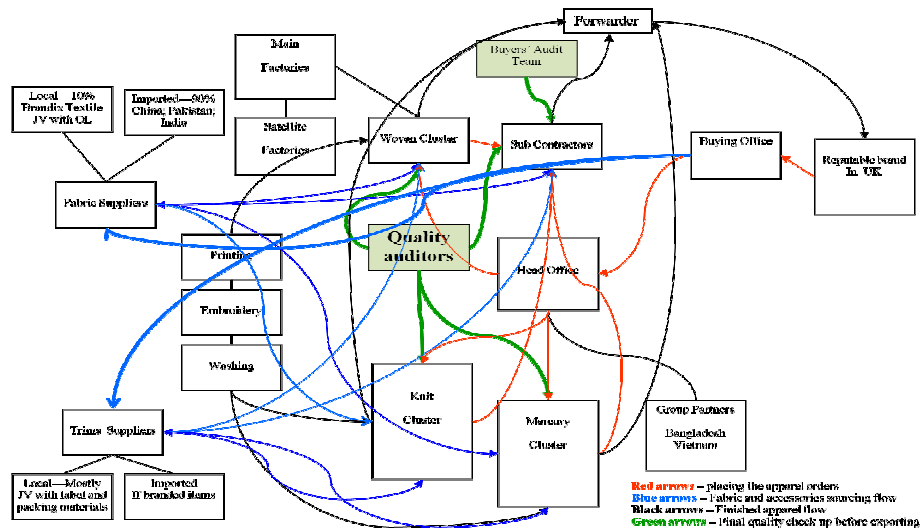 Forwarder
Main
Factories
Buyers' Audit
Team
Local—10%
Brandix Textile
JV with OL
Imported—90%
China; Pakistan;
India
Satellite
Factories
Woven Cluster
Sub Contractors
Buying Office
Reputable brand
In UK
Fabric Suppliers
Quality
auditors
Printing
Head Office
Embroidery
Washing
Knit
Cluster
Mercury
Cluster
Group Partners
Bangladesh
Vietnam
Trims Suppliers
Local—Mostly
JV with label and
packing materials
Imported
If branded items
Red arrows – placing the apparel orders
Blue arrows – Fabric and accessories sourcing flow
Black arrows – Finished apparel flow
Green arrows – Final quality check up before exporting